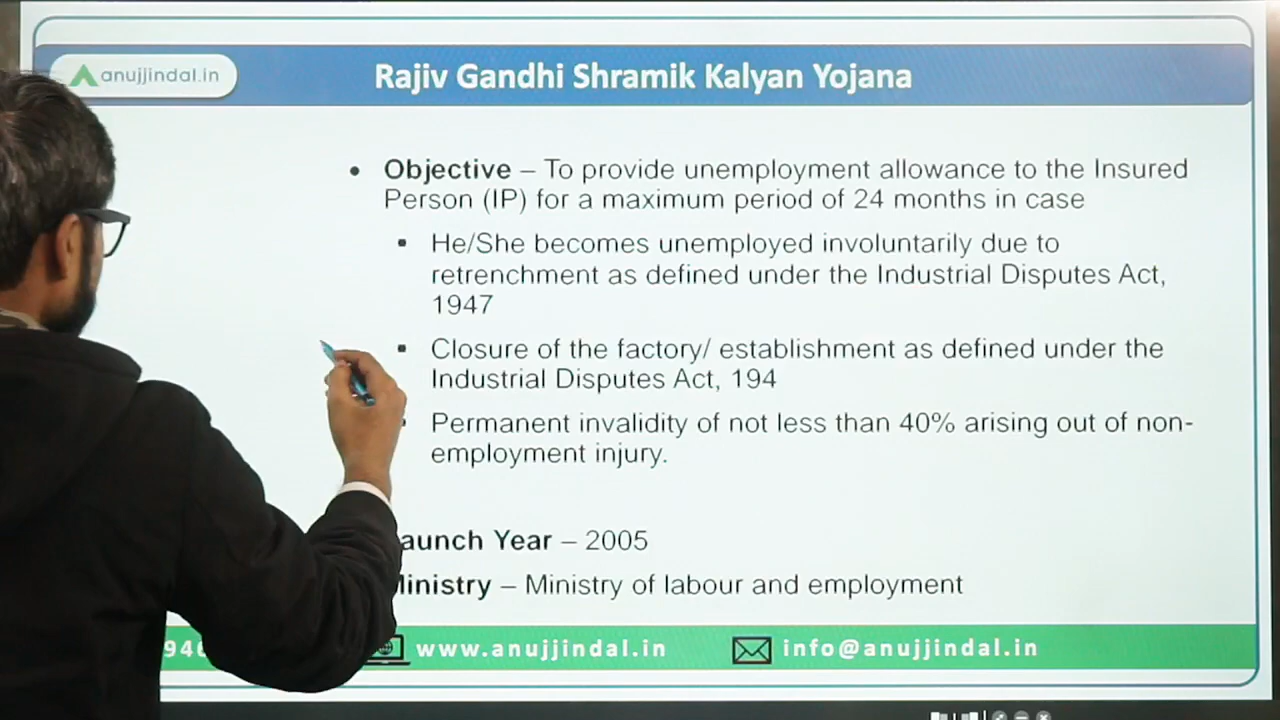 anujjindal.in
Rajiv Gandhi Shramik Kalyan Yojana
• Objective – To provide unemployment allowance to the Insured
Person (IP) for a maximum period of 24 months in case
▪ He/She becomes unemployed involuntarily due to
retrenchment as defined under the Industrial Disputes Act,
1947
▪ Closure of the factory/ establishment as defined under the
Industrial Disputes Act, 194
Permanent invalidity of not less than 40% arising out of non-
employment injury.
aunch Year – 2005
inistry – Ministry of labour and employment
www.anujjindal.in
info@anujjindal.in